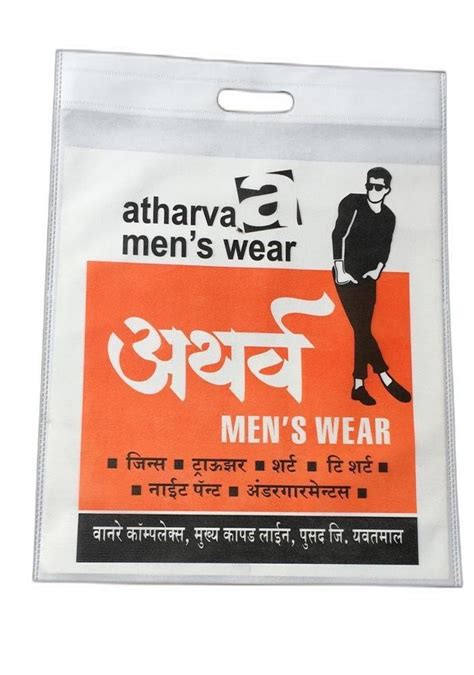 atharva a
men's wear
अथर्व
MEN'S WEAR
▪ जिन्स ▪ ट्राऊझर ▪ शर्ट ▪ टि शर्ट ▪
▪ नाईट पॅन्ट ▪ अंडरगारमेन्टस ▪
वानरे कॉम्पलेक्स, मुख्य कापड लाईन, पुसद जि. यवतमाल